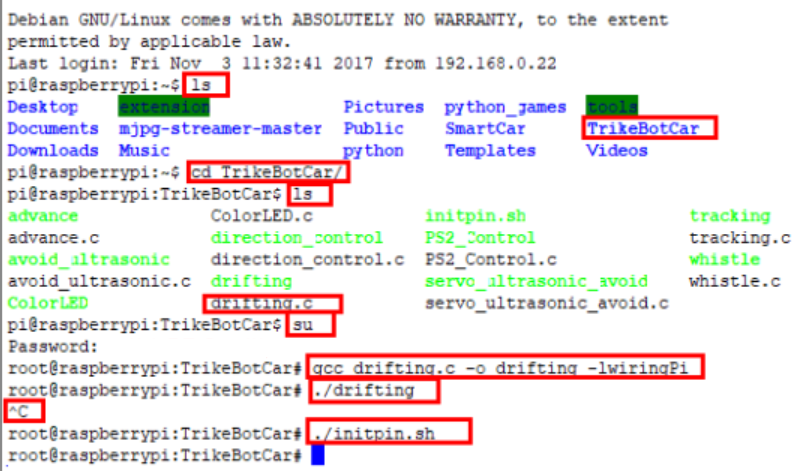 Debian GNU/Linux comes with ABSOLUTELY NO WARRANTY, to the extent
permitted by applicable law.
Last login: Fri Nov  3 11:32:41 2017 from 192.168.0.22
pi@raspberrypi:~$ ls
Desktop    extension             Pictures  python_games  tools
Documents  mjpg-streamer-master  Public    SmartCar      TrikeBotCar
Downloads  Music                 python    Templates     Videos
pi@raspberrypi:~$ cd TrikeBotCar/
pi@raspberrypi:TrikeBotCar$ ls
advance             ColorLED.c           initpin.sh                tracking
advance.c           direction_control    PS2_Control               tracking.c
avoid_ultrasonic    direction_control.c  PS2_Control.c             whistle
avoid_ultrasonic.c  drifting             servo_ultrasonic_avoid    whistle.c
ColorLED            drifting.c           servo_ultrasonic_avoid.c
pi@raspberrypi:TrikeBotCar$ su
Password:
root@raspberrypi:TrikeBotCar# gcc drifting.c -o drifting -lwiringPi
root@raspberrypi:TrikeBotCar# ./drifting
^C
root@raspberrypi:TrikeBotCar# ./initpin.sh
root@raspberrypi:TrikeBotCar#